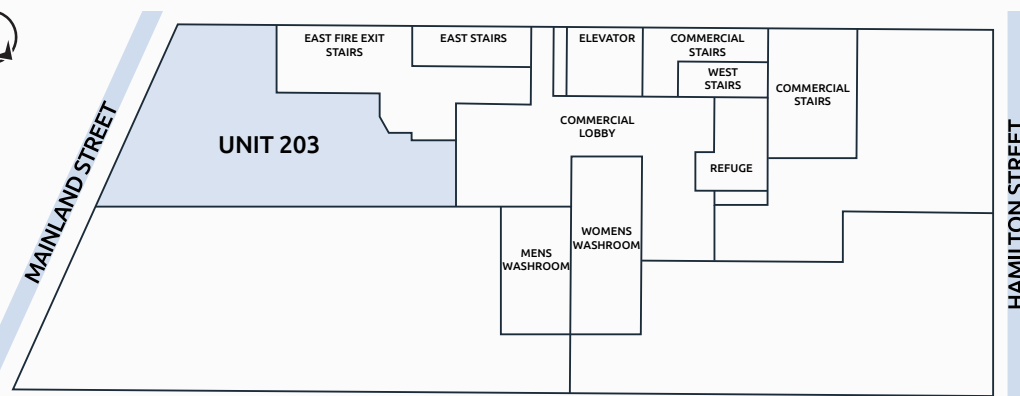 EAST FIRE EXIT
STAIRS
EAST STAIRS
ELEVATOR
COMMERCIAL
STAIRS
WEST
STAIRS
COMMERCIAL
STAIRS
COMMERCIAL
LOBBY
UNIT 203
REFUGE
MAINLAND STREET
HAMILTON STREET
WOMENS
WASHROOM
MENS
WASHROOM